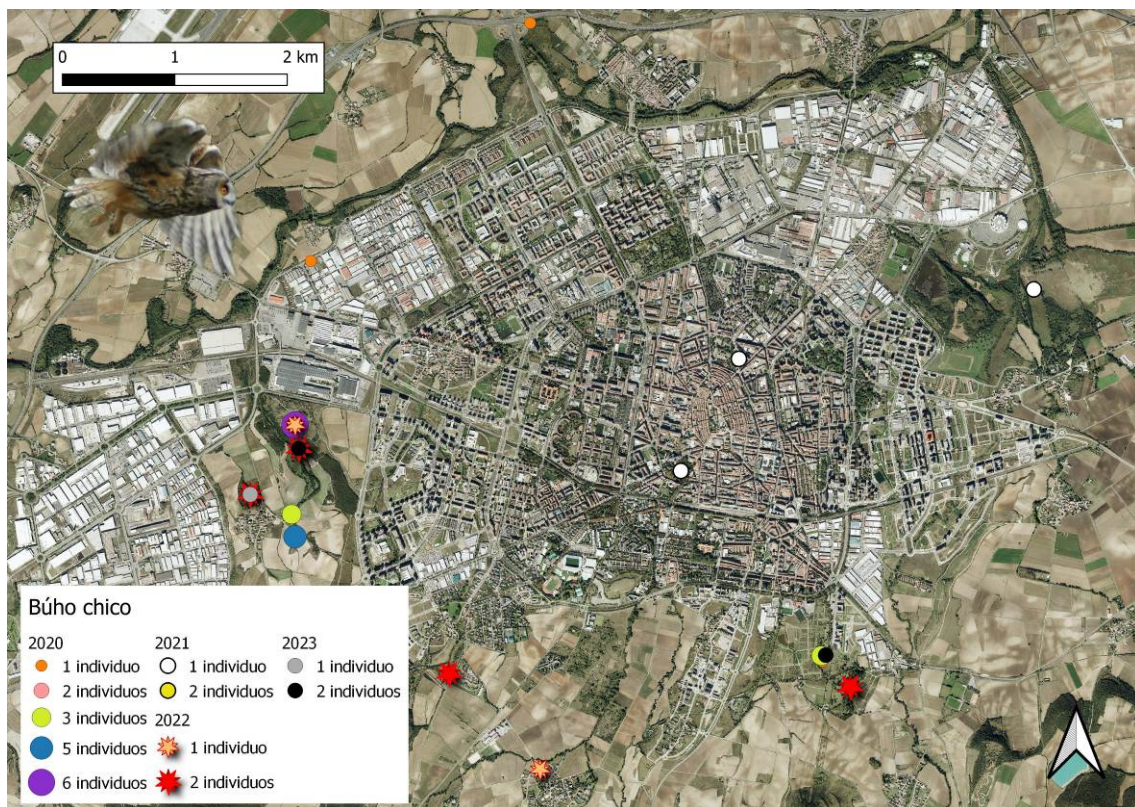 0 1 2 km
Búho chico
2020 2021 2023
1 individuo 1 individuo 1 individuo
2 individuos 2 individuos 2 individuos
3 individuos 2022
5 individuos 1 individuo
6 individuos 2 individuos